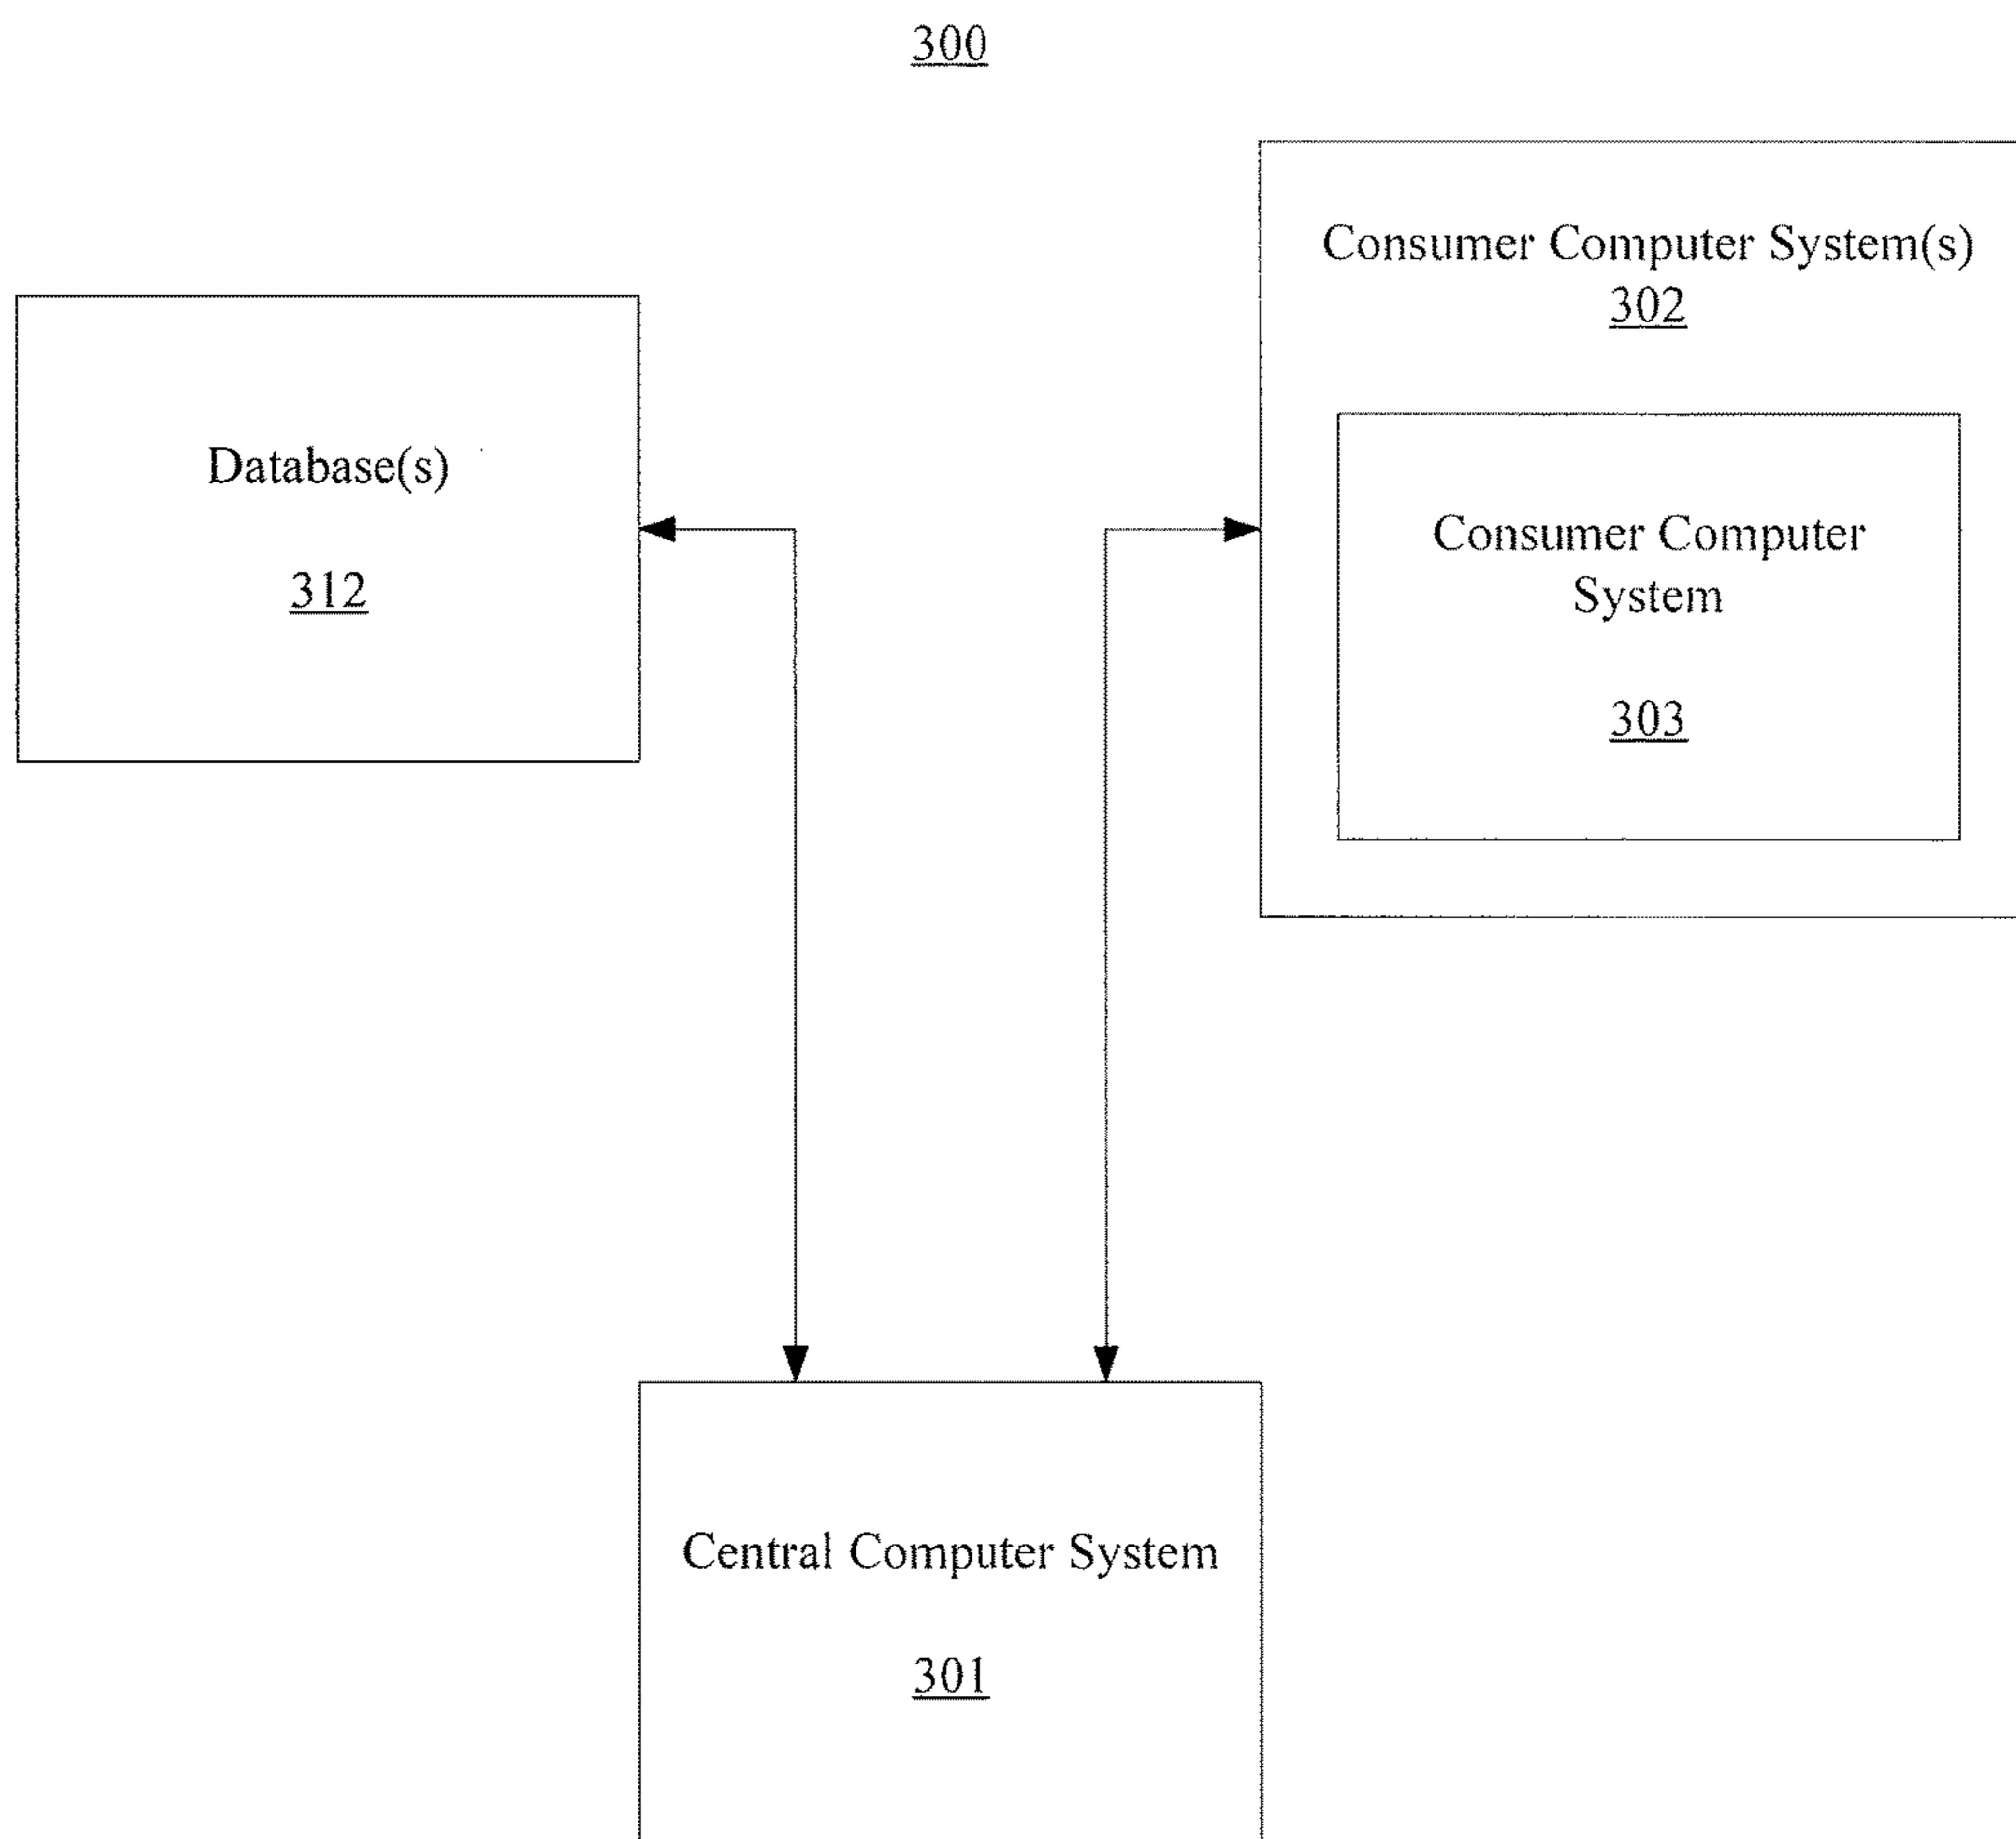 300
Consumer Computer System(s)
302
Database(s)
312
Consumer Computer
System
303
Central Computer System
301